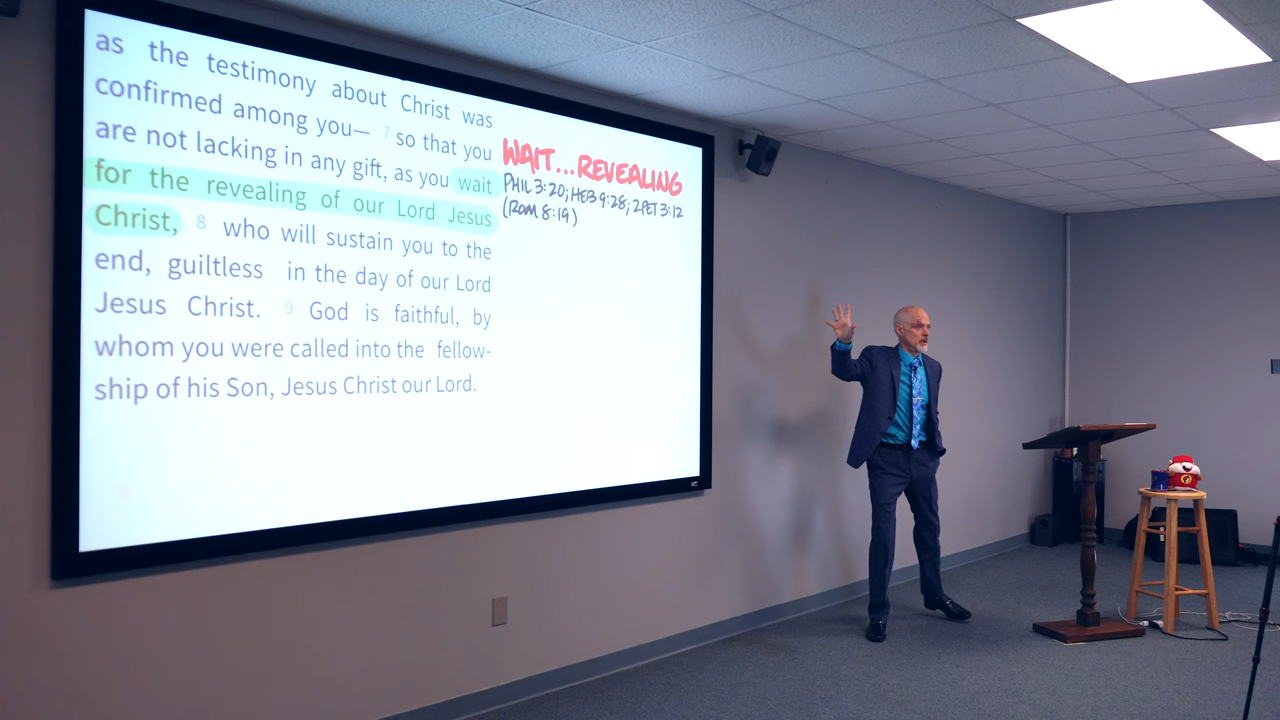 as the testimony about Christ was
confirmed among you— 7 so that you
are not lacking in any gift, as you wait
for the revealing of our Lord Jesus
Christ, 8 who will sustain you to the
end, guiltless in the day of our Lord
Jesus Christ. 9 God is faithful, by
whom you were called into the fellow-
ship of his Son, Jesus Christ our Lord.
WAIT...REVEALING
PHIL 3:20; HEB 9:28; 2PET 3:12
(ROM 8:19)